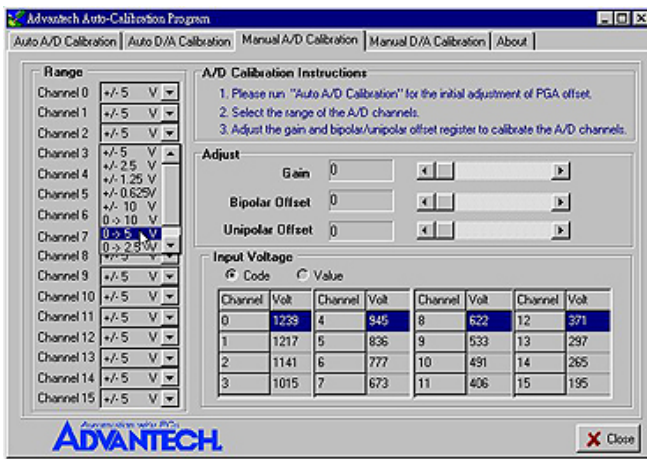 Advantech Auto-Calibration Program
Auto A/D Calibration Auto D/A Calibration Manual A/D Calibration Manual D/A Calibration About
Range
Channel 0 +/- 5 V
Channel 1 +/- 5 V
Channel 2 +/- 5 V
Channel 3 +/- 5 V
+/- 2.5 V
Channel 4 +/- 1.25 V
Channel 5 +/- 0.625V
+/- 10 V
Channel 6 0 -> 10 V
Channel 7 0 -> 5 V
0 -> 2.5 V
Channel 8 +/- 5 V
Channel 9 +/- 5 V
Channel 10 +/- 5 V
Channel 11 +/- 5 V
Channel 12 +/- 5 V
Channel 13 +/- 5 V
Channel 14 +/- 5 V
Channel 15 +/- 5 V
A/D Calibration Instructions
1. Please run "Auto A/D Calibration" for the initial adjustment of PGA offset.
2. Select the range of the A/D channels.
3. Adjust the gain and bipolar/unipolar offset register to calibrate the A/D channels.
Adjust
Gain 0
Bipolar Offset 0
Unipolar Offset 0
Input Voltage
Code Value
Channel Volt Channel Volt Channel Volt Channel Volt
0 1239 4 945 8 622 12 371
1 1217 5 836 9 533 13 297
2 1141 6 777 10 491 14 265
3 1015 7 673 11 406 15 195
Automation with PCs
ADVANTECH.
Close